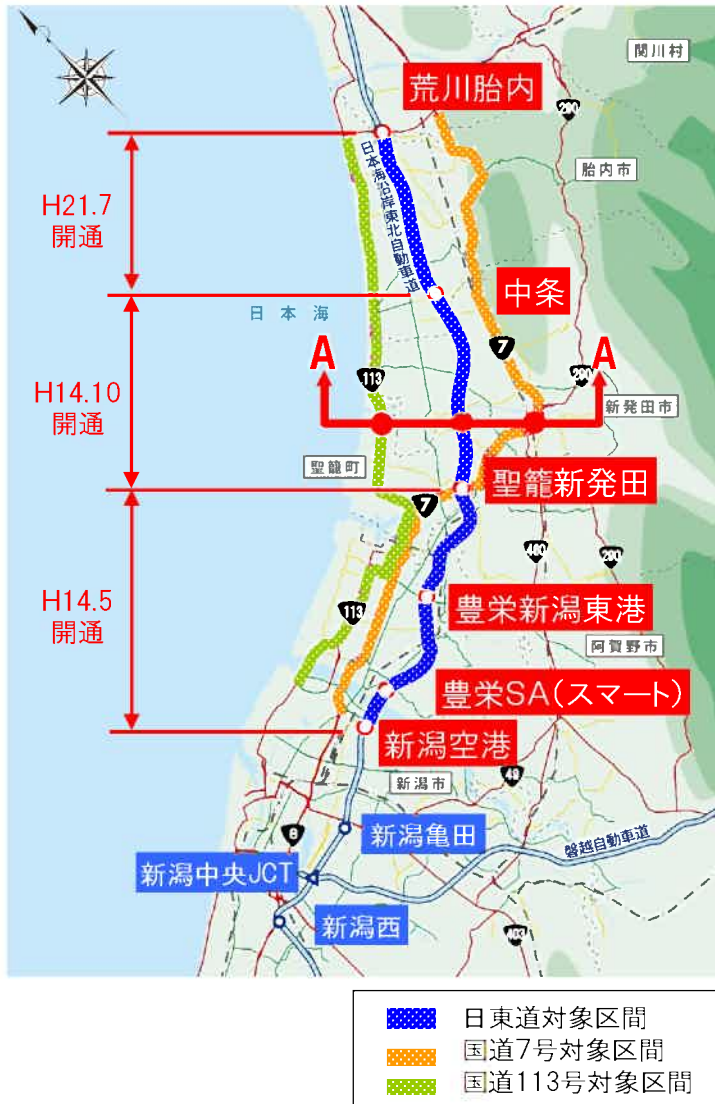 関川村
荒川胎内
290
胎内市
日本海沿岸東北自動車道
H21.7
開通
中条
日本海
7
A
A
113
290
H14.10
開通
新発田市
聖籠町
聖籠新発田
7
460
290
H14.5
開通
豊栄新潟東港
113
阿賀野市
豊栄SA(スマート)
新潟空港
新潟市
49
8
新潟亀田
磐越自動車道
新潟中央JCT
新潟西
403
日東道対象区間
国道7号対象区間
国道113号対象区間